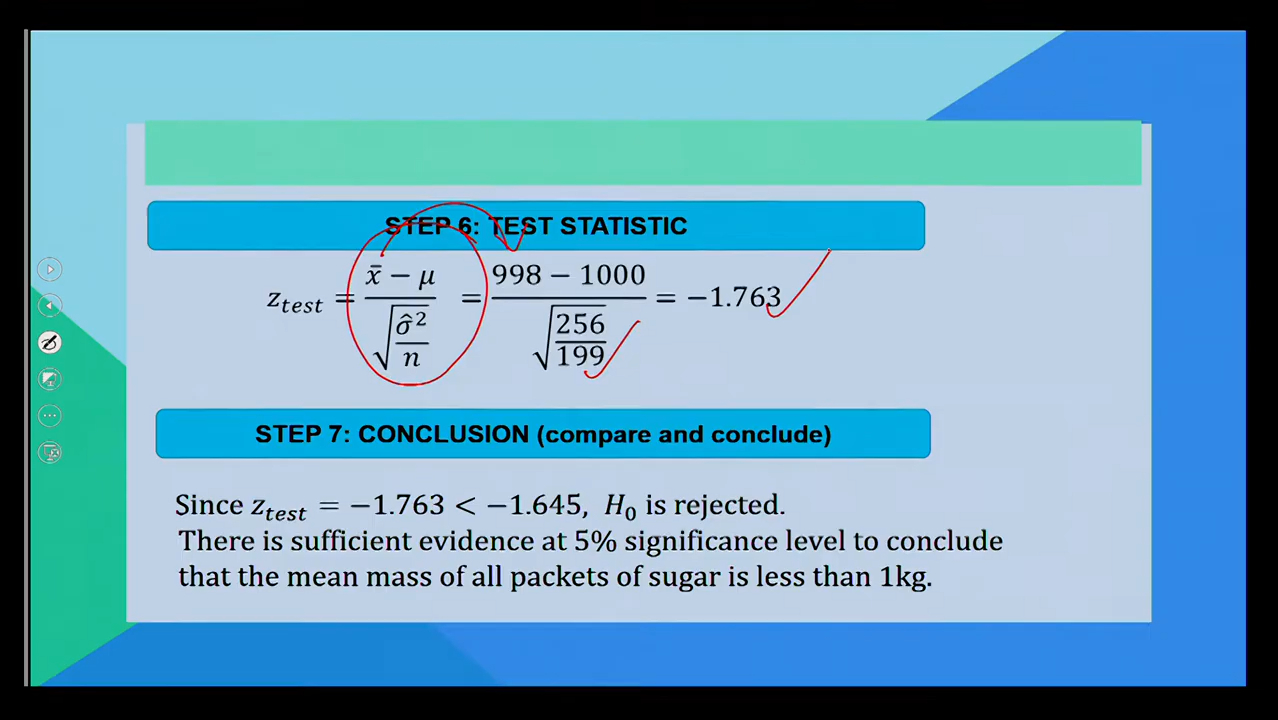 STEP 6: TEST STATISTIC
z_test = (x̄ − μ) / √(σ̂²/n) = (998 − 1000) / √(256/199) = −1.763
STEP 7: CONCLUSION (compare and conclude)
Since z_test = −1.763 < −1.645, H₀ is rejected.
There is sufficient evidence at 5% significance level to conclude
that the mean mass of all packets of sugar is less than 1kg.